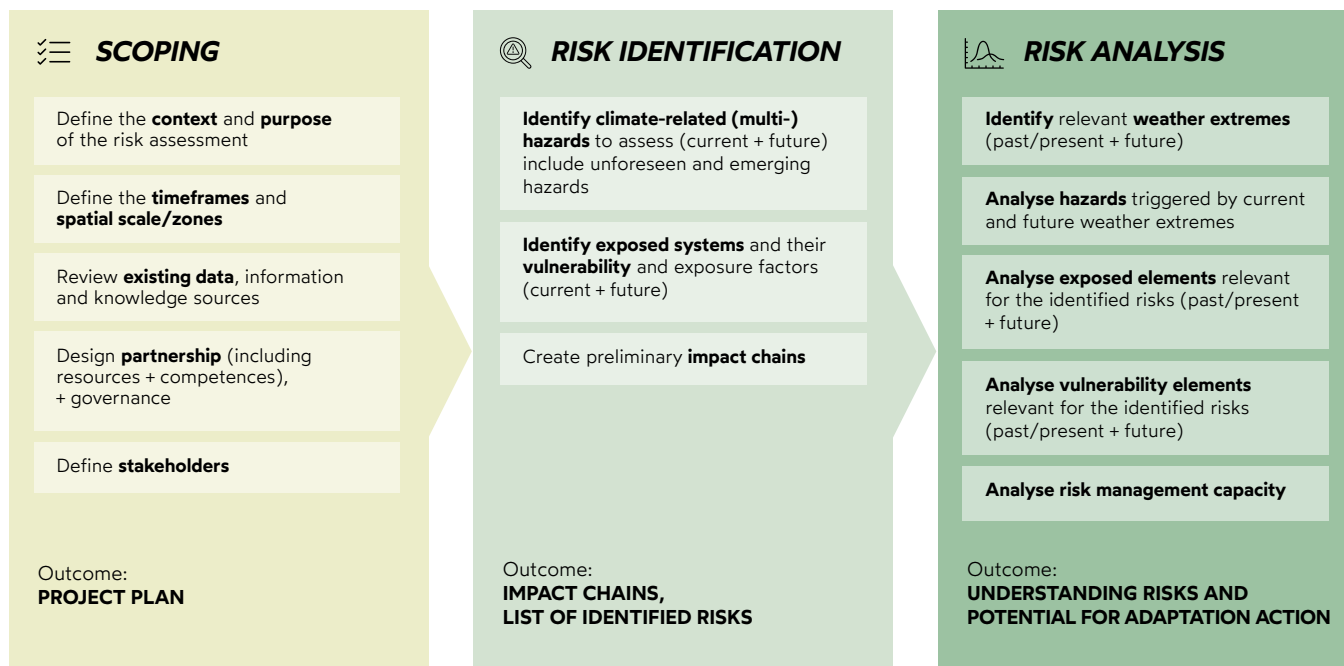 SCOPING
Define the context and purpose
of the risk assessment
Define the timeframes and
spatial scale/zones
Review existing data, information
and knowledge sources
Design partnership (including
resources + competences),
+ governance
Define stakeholders
Outcome:
PROJECT PLAN
RISK IDENTIFICATION
Identify climate-related (multi-)
hazards to assess (current + future)
include unforeseen and emerging
hazards
Identify exposed systems and their
vulnerability and exposure factors
(current + future)
Create preliminary impact chains
Outcome:
IMPACT CHAINS,
LIST OF IDENTIFIED RISKS
RISK ANALYSIS
Identify relevant weather extremes
(past/present + future)
Analyse hazards triggered by current
and future weather extremes
Analyse exposed elements relevant
for the identified risks (past/present
+ future)
Analyse vulnerability elements
relevant for the identified risks
(past/present + future)
Analyse risk management capacity
Outcome:
UNDERSTANDING RISKS AND
POTENTIAL FOR ADAPTATION ACTION